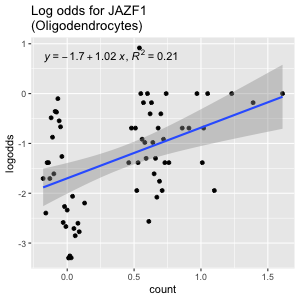 Log odds for JAZF1
(Oligodendrocytes)
y = −1.7 + 1.02 x, R² = 0.21
1
0
-1
-2
-3
logodds
0.0 0.5 1.0 1.5
count